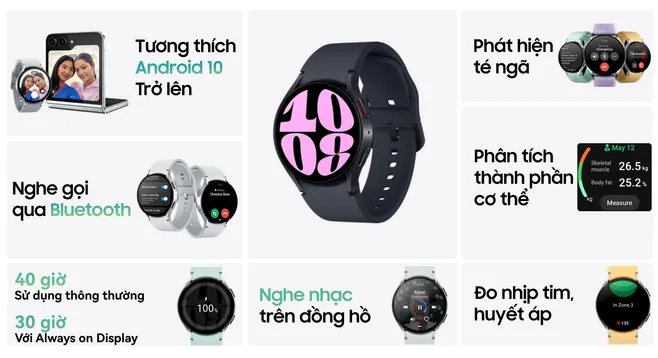 Tương thích
Android 10
Trở lên
10
08
Phát hiện
té ngã
Nghe gọi
qua Bluetooth
Phân tích
thành phần
cơ thể
May 12
Skeletal
muscle
26.5 kg
Body fat
25.2 %
kg
Measure
40 giờ
Sử dụng thông thường
30 giờ
Với Always on Display
100%
Nghe nhạc
trên đồng hồ
Alone
Đo nhịp tim,
huyết áp
In Zone 3
135